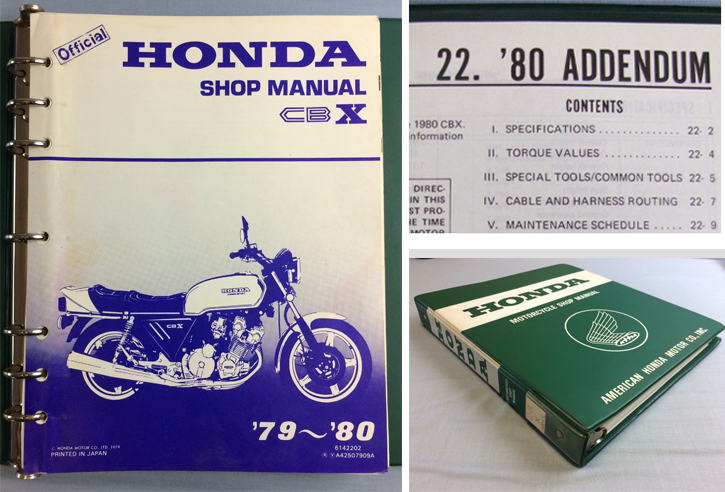 Official
HONDA
SHOP MANUAL
CBX
HONDA
CBX
'79~'80
© HONDA MOTOR CO., LTD. 1979
PRINTED IN JAPAN
6142202
A42507909A
22. '80 ADDENDUM
CONTENTS
1980 CBX.
information
I. SPECIFICATIONS ............ 22- 2
II. TORQUE VALUES ............ 22- 4
III. SPECIAL TOOLS/COMMON TOOLS 22- 5
IV. CABLE AND HARNESS ROUTING 22- 7
V. MAINTENANCE SCHEDULE ..... 22- 9
DIREC-
IN THIS
ST PRO-
HE TIME
MOTOR
HONDA
MOTORCYCLE SHOP MANUAL
AMERICAN HONDA MOTOR CO., INC.
HONDA